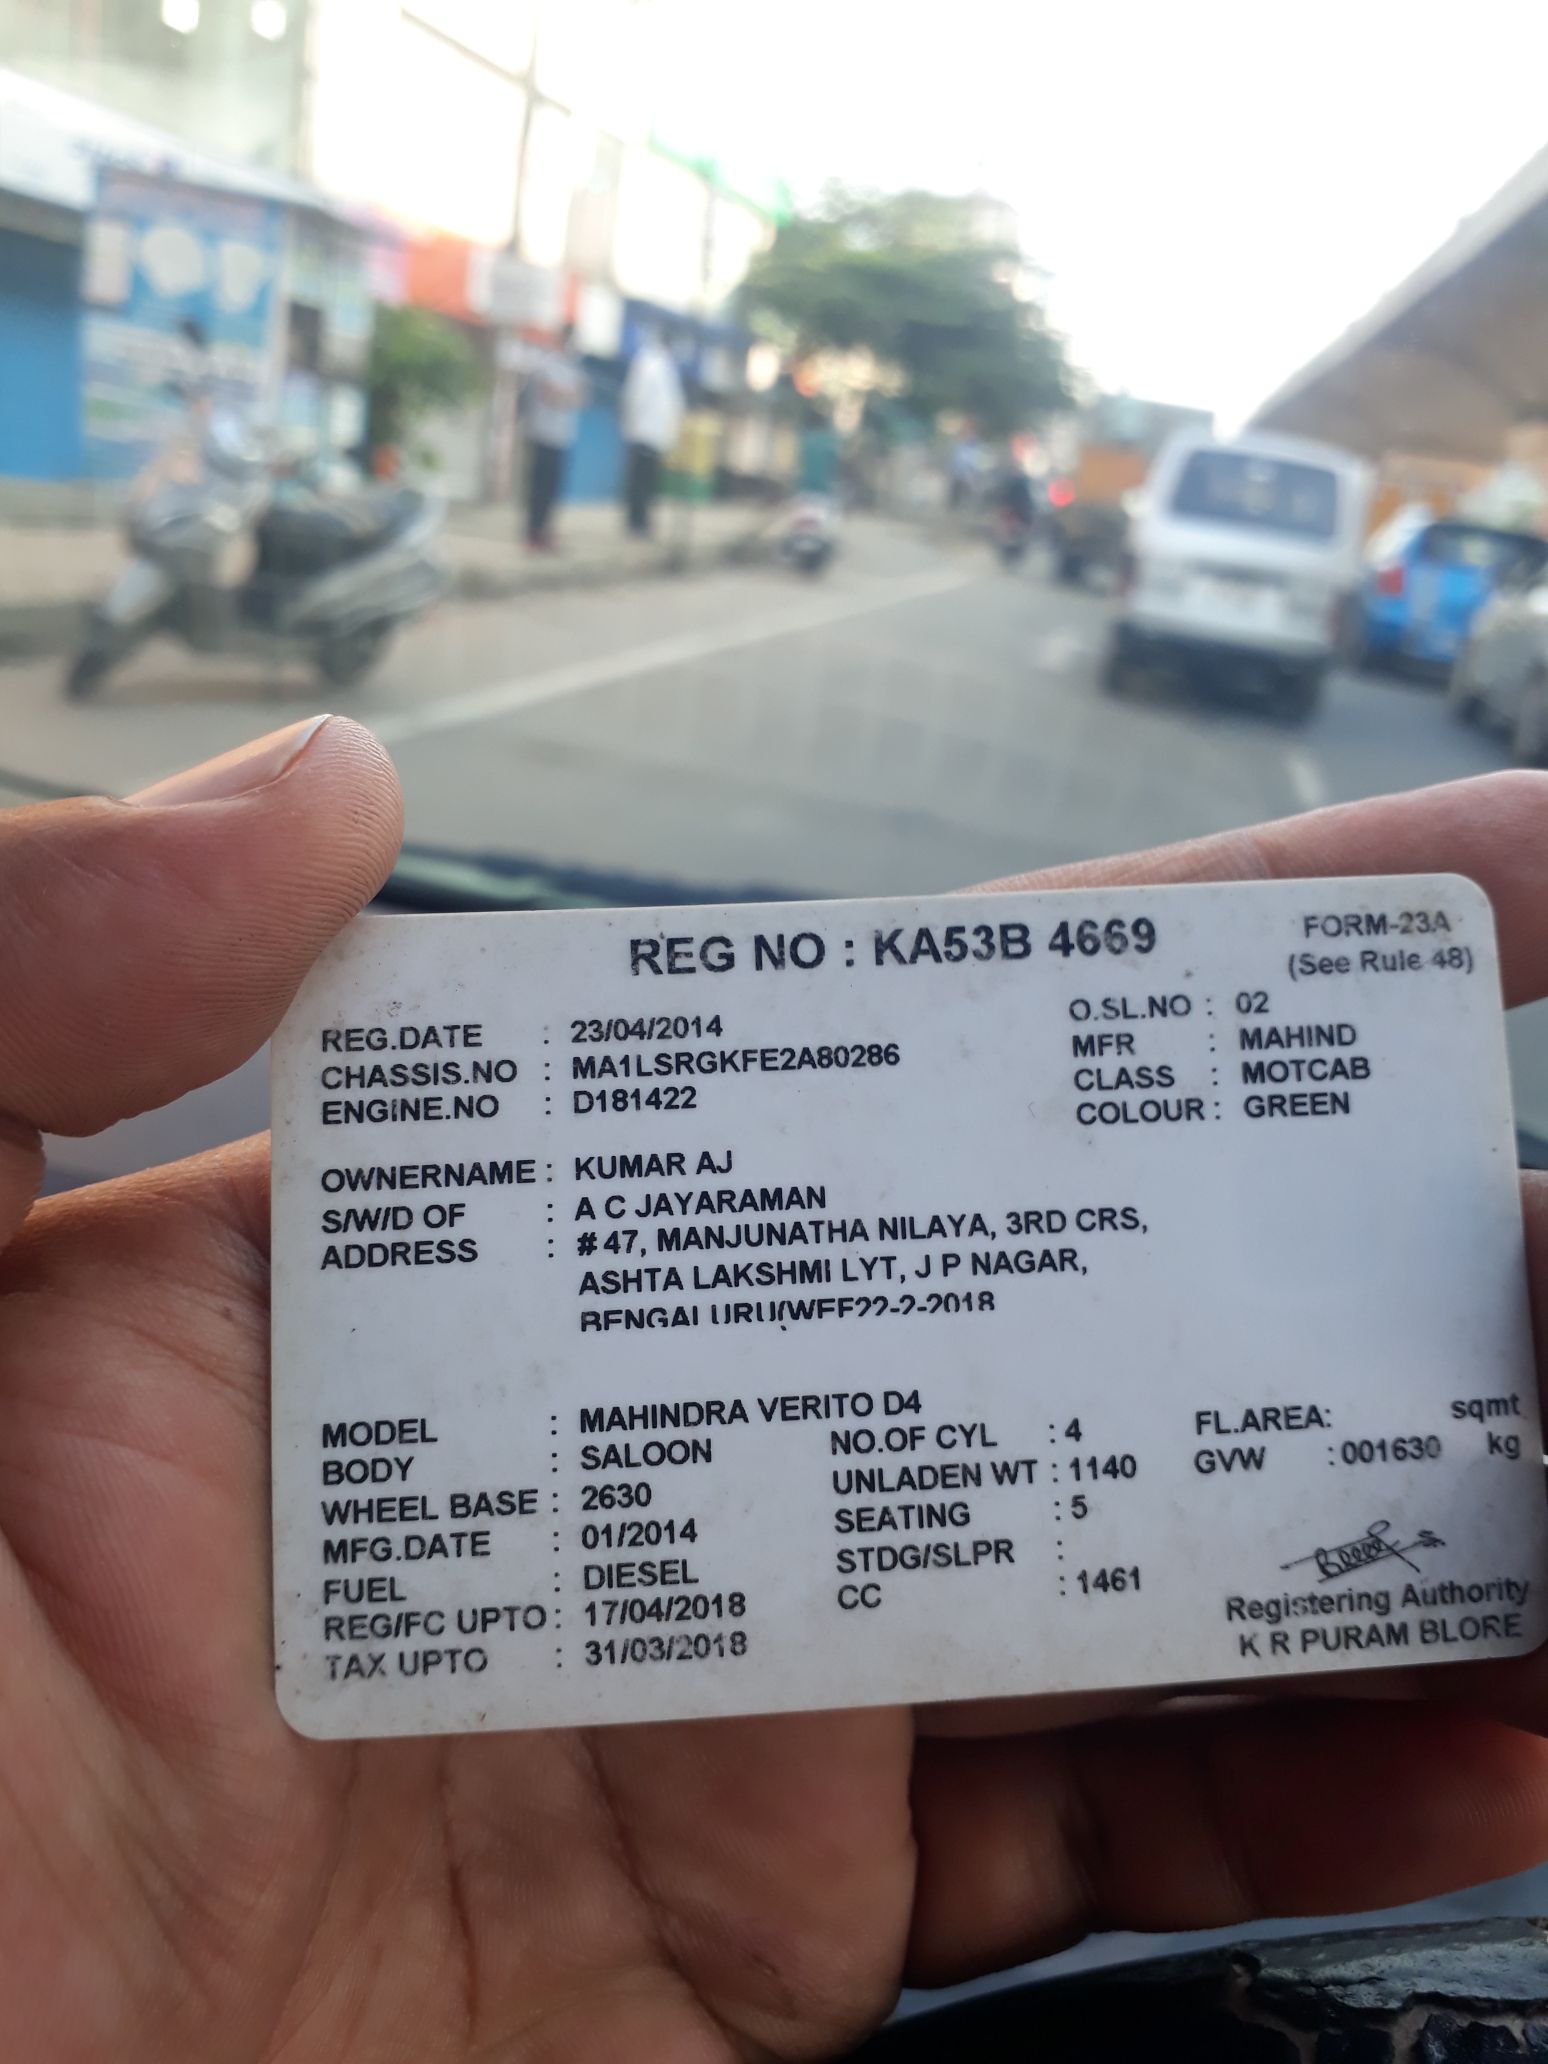 REG NO : KA53B 4669
FORM-23A
(See Rule 48)
REG.DATE : 23/04/2014
O.SL.NO : 02
CHASSIS.NO : MA1LSRGKFE2A80286
MFR : MAHIND
ENGINE.NO : D181422
CLASS : MOTCAB
COLOUR : GREEN
OWNERNAME : KUMAR AJ
S/W/D OF : A C JAYARAMAN
ADDRESS : # 47, MANJUNATHA NILAYA, 3RD CRS,
ASHTA LAKSHMI LYT, J P NAGAR,
BENGALURU(WEF22-2-2018
MODEL : MAHINDRA VERITO D4
BODY : SALOON
NO.OF CYL : 4
FL.AREA: sqmt
WHEEL BASE : 2630
UNLADEN WT : 1140
GVW : 001630 kg
MFG.DATE : 01/2014
SEATING : 5
FUEL : DIESEL
STDG/SLPR :
REG/FC UPTO : 17/04/2018
CC : 1461
TAX UPTO : 31/03/2018
Registering Authority
K R PURAM BLORE